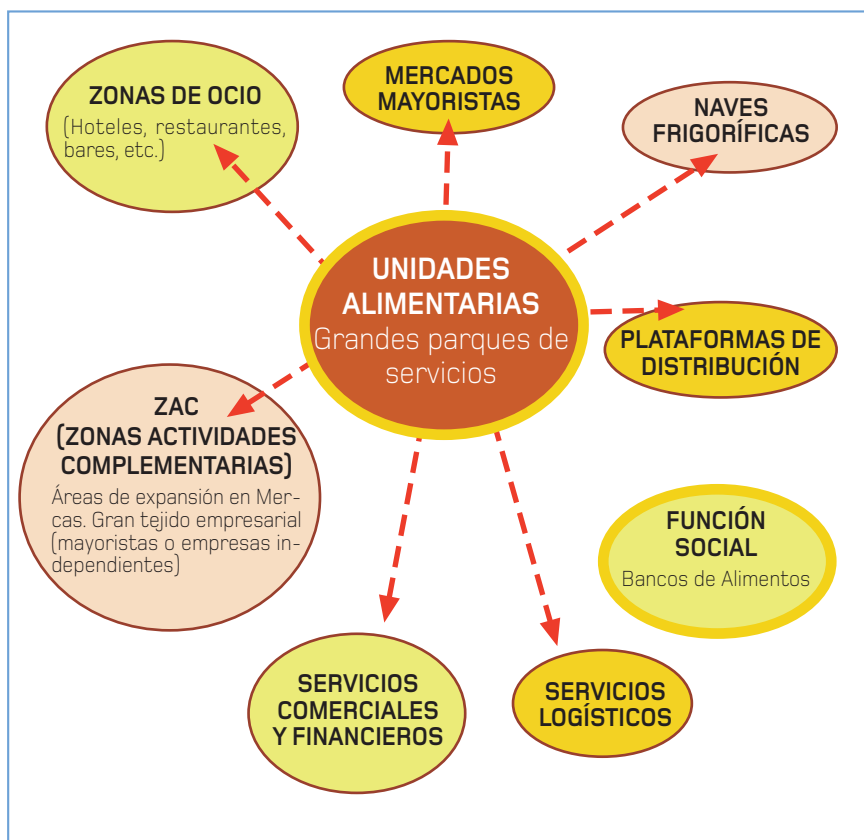 ZONAS DE OCIO
(Hoteles, restaurantes,
bares, etc.)
MERCADOS
MAYORISTAS
NAVES
FRIGORÍFICAS
UNIDADES
ALIMENTARIAS
Grandes parques de
servicios
PLATAFORMAS DE
DISTRIBUCIÓN
ZAC
(ZONAS ACTIVIDADES
COMPLEMENTARIAS)
Áreas de expansión en Mer-
cas. Gran tejido empresarial
(mayoristas o empresas in-
dependientes)
FUNCIÓN
SOCIAL
Bancos de Alimentos
SERVICIOS
COMERCIALES
Y FINANCIEROS
SERVICIOS
LOGÍSTICOS